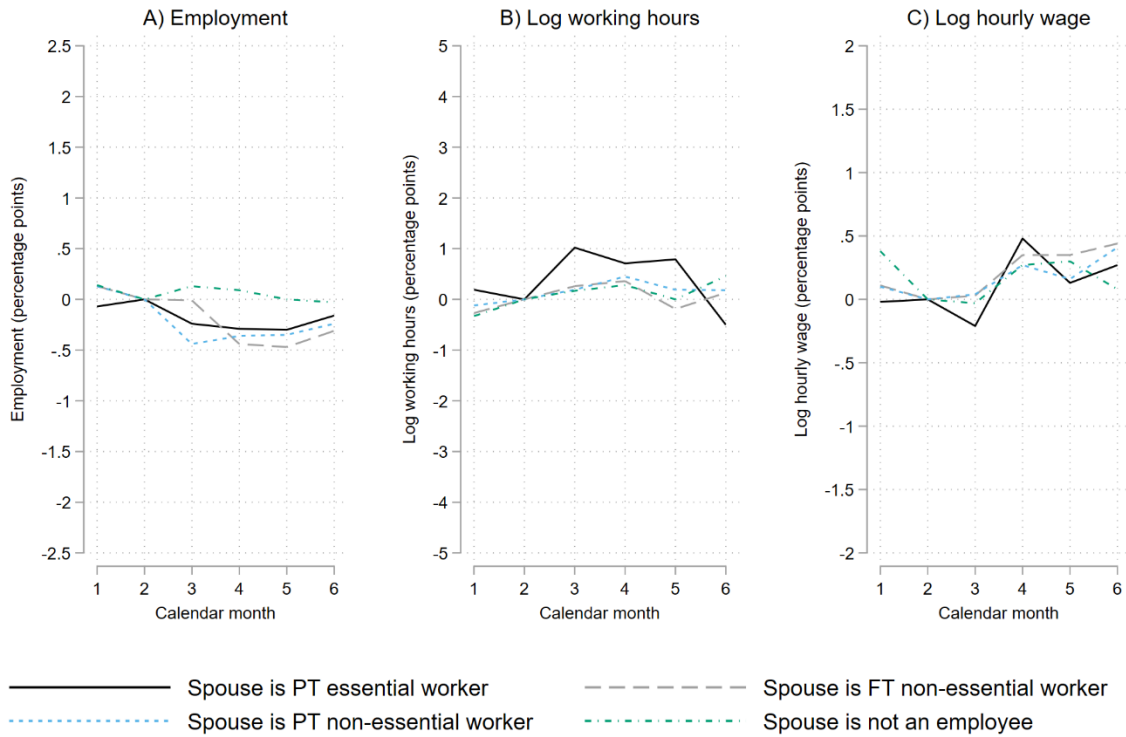 A) Employment
2.5
2
1.5
1
.5
0
-.5
-1
-1.5
-2
-2.5
Employment (percentage points)
1 2 3 4 5 6
Calendar month
B) Log working hours
5
4
3
2
1
0
-1
-2
-3
-4
-5
Log working hours (percentage points)
1 2 3 4 5 6
Calendar month
C) Log hourly wage
2
1.5
1
.5
0
-.5
-1
-1.5
-2
Log hourly wage (percentage points)
1 2 3 4 5 6
Calendar month
Spouse is PT essential worker
Spouse is FT non-essential worker
Spouse is PT non-essential worker
Spouse is not an employee